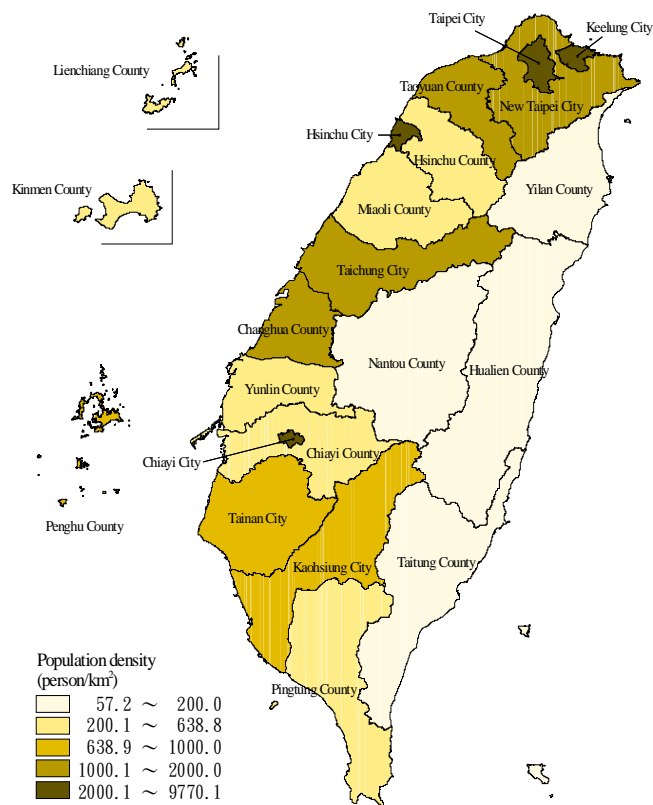 Taipei City
Keelung City
Lienchiang County
Taoyuan County
New Taipei City
Hsinchu City
Hsinchu County
Kinmen County
Yilan County
Miaoli County
Taichung City
Changhua County
Nantou County
Hualien County
Yunlin County
Chiayi City
Chiayi County
Penghu County
Tainan City
Kaohsiung City
Taitung County
Pingtung County
Population density
(person/km²)
57.2 ～ 200.0
200.1 ～ 638.8
638.9 ～ 1000.0
1000.1 ～ 2000.0
2000.1 ～ 9770.1